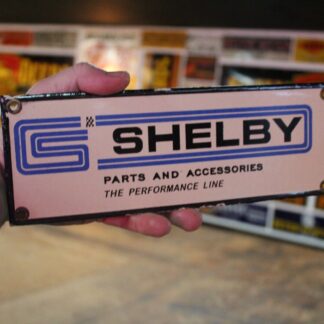 SHELBY
PARTS AND ACCESSORIES
THE PERFORMANCE LINE